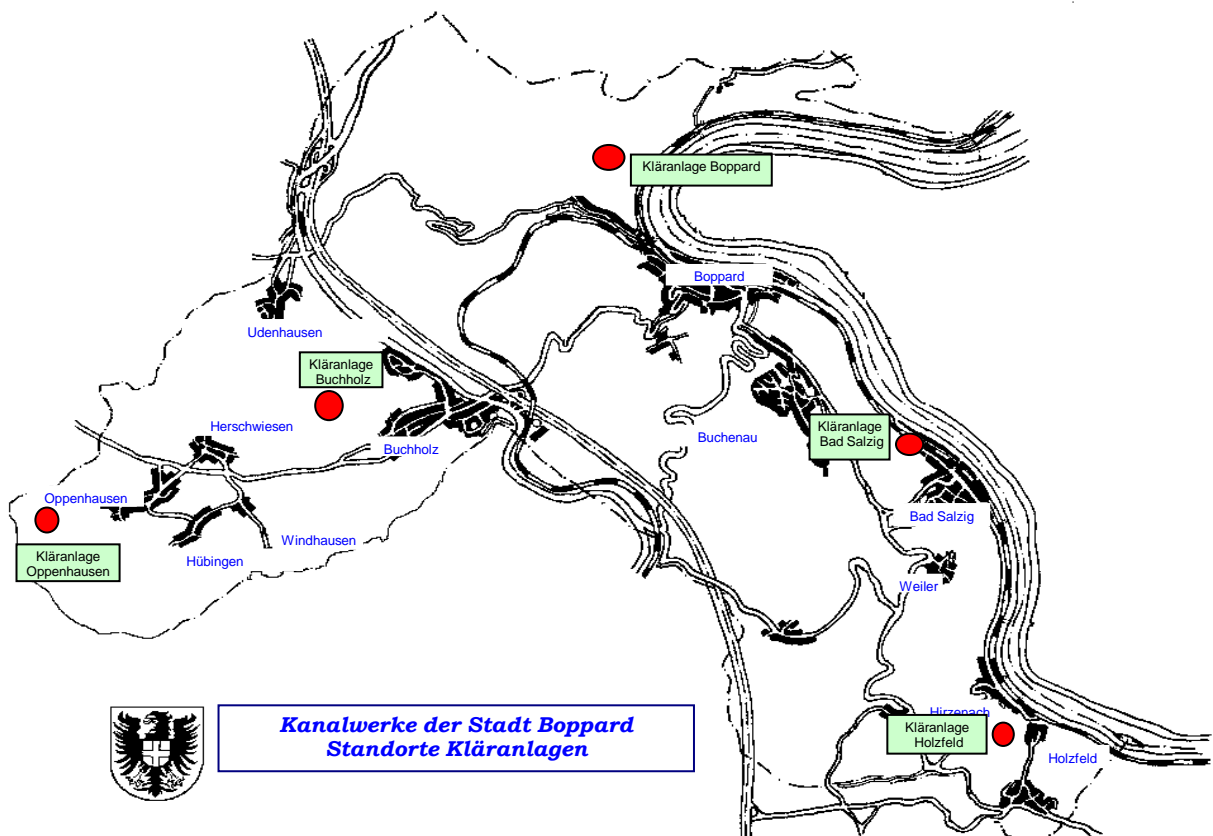 Kläranlage Boppard
Boppard
Udenhausen
Kläranlage
Buchholz
Herschwiesen
Buchholz
Buchenau
Kläranlage
Bad Salzig
Oppenhausen
Bad Salzig
Windhausen
Hübingen
Kläranlage
Oppenhausen
Weiler
Hirzenach
Kläranlage
Holzfeld
Holzfeld
Kanalwerke der Stadt Boppard
Standorte Kläranlagen